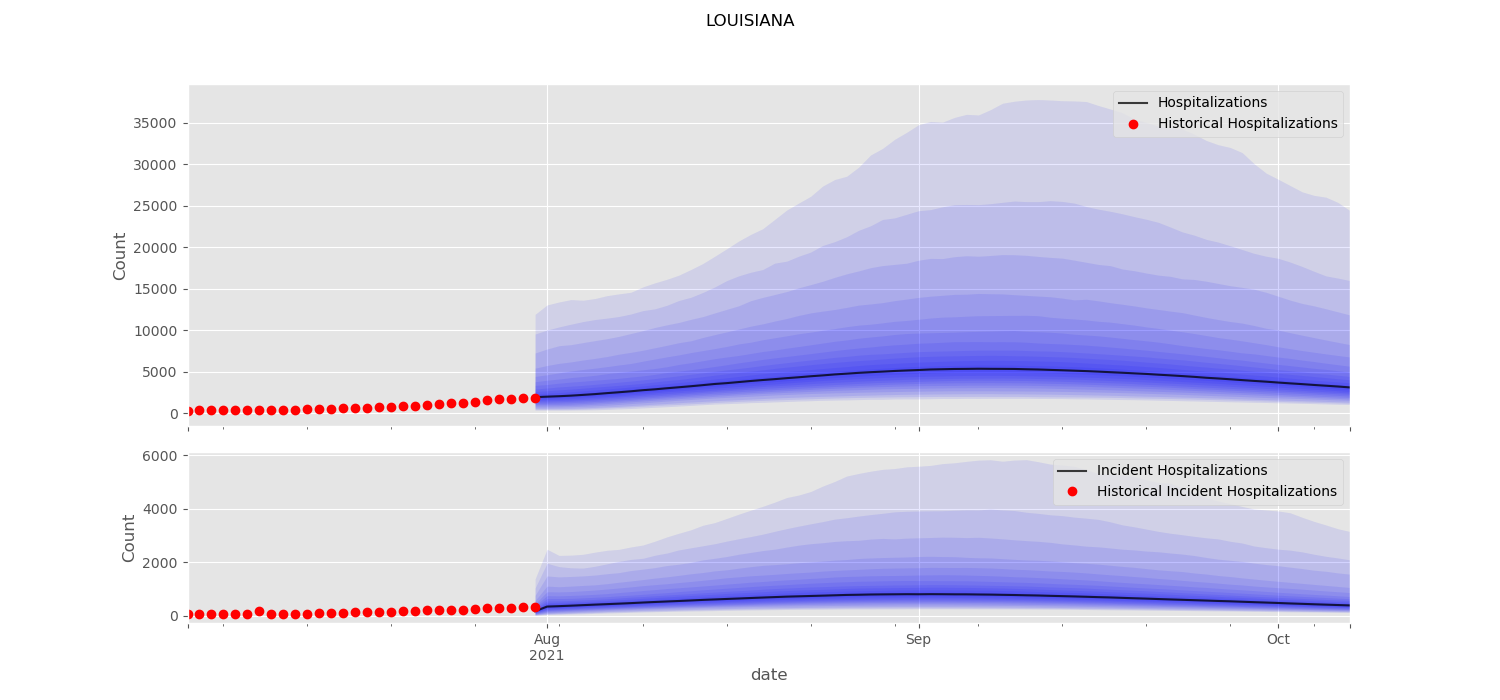 LOUISIANA
Hospitalizations
Historical Hospitalizations
35000
30000
25000
20000
15000
10000
5000
0
Count
Incident Hospitalizations
Historical Incident Hospitalizations
6000
4000
2000
0
Count
Aug
2021
Sep
Oct
date